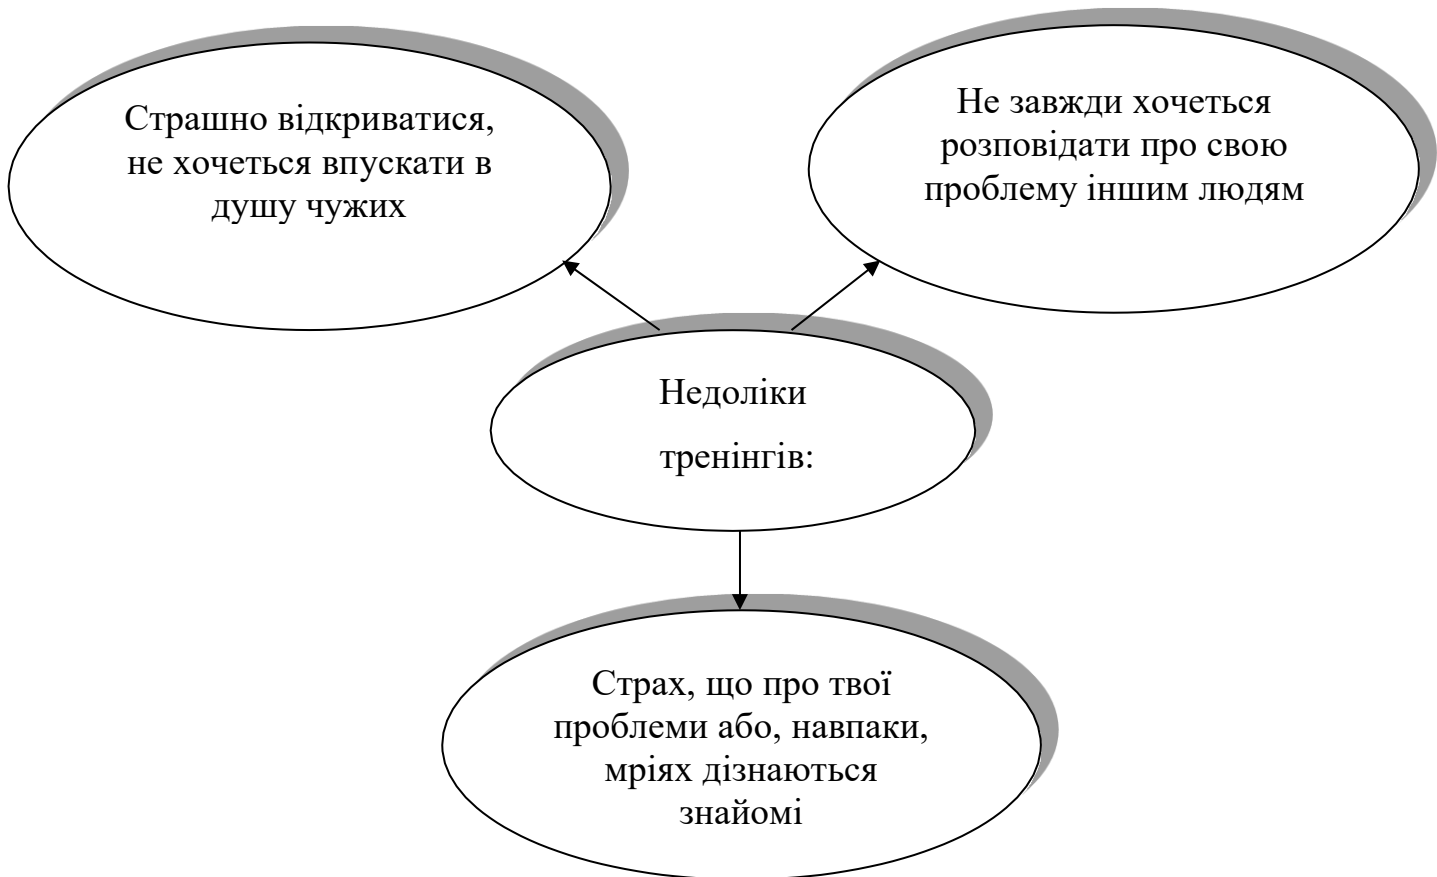 Страшно відкриватися,
не хочеться впускати в
душу чужих
Не завжди хочеться
розповідати про свою
проблему іншим людям
Недоліки
тренінгів:
Страх, що про твої
проблеми або, навпаки,
мріях дізнаються
знайомі